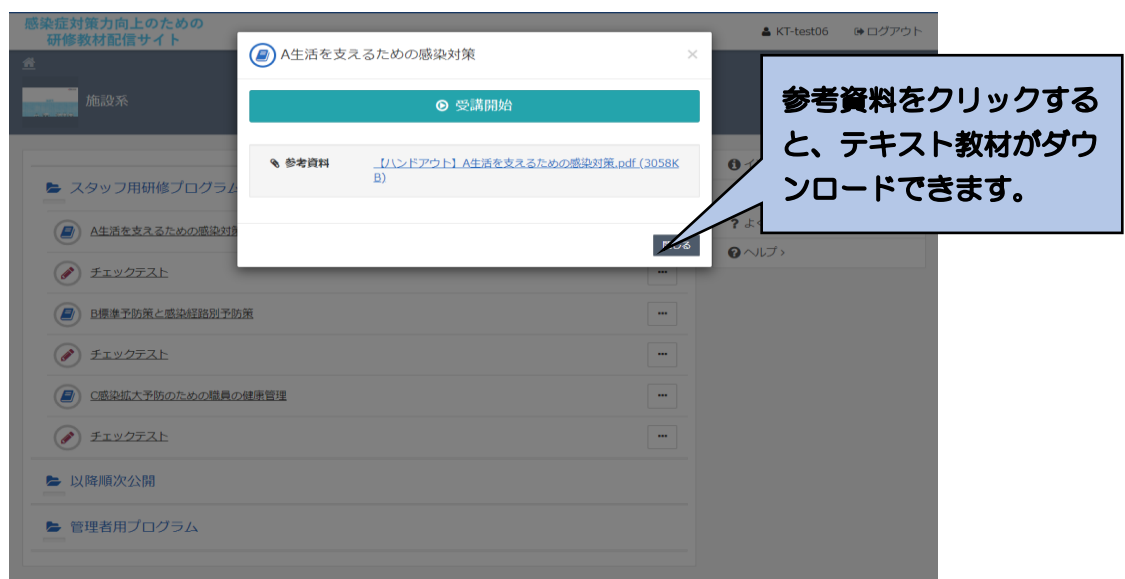 感染症対策力向上のための
研修教材配信サイト
KT-test06 ログアウト
施設系
A生活を支えるための感染対策 ×
受講開始
参考資料 【ハンドアウト】A生活を支えるための感染対策.pdf (3058K
B)
閉じる
参考資料をクリックする
と、テキスト教材がダウ
ンロードできます。
スタッフ用研修プログラム
A生活を支えるための感染対策
チェックテスト
B標準予防策と感染経路別予防策
チェックテスト
C感染拡大予防のための職員の健康管理
チェックテスト
以降順次公開
管理者用プログラム
? よく
ヘルプ ›